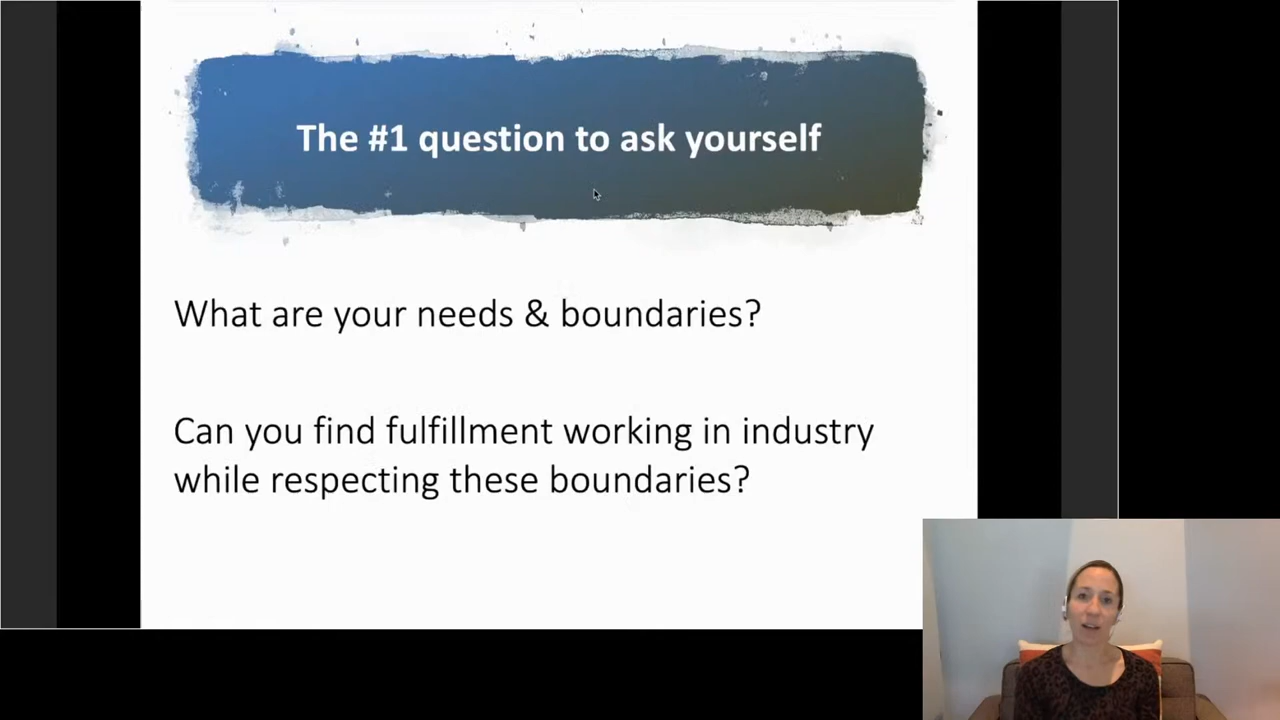 The #1 question to ask yourself
What are your needs & boundaries?
Can you find fulfillment working in industry
while respecting these boundaries?